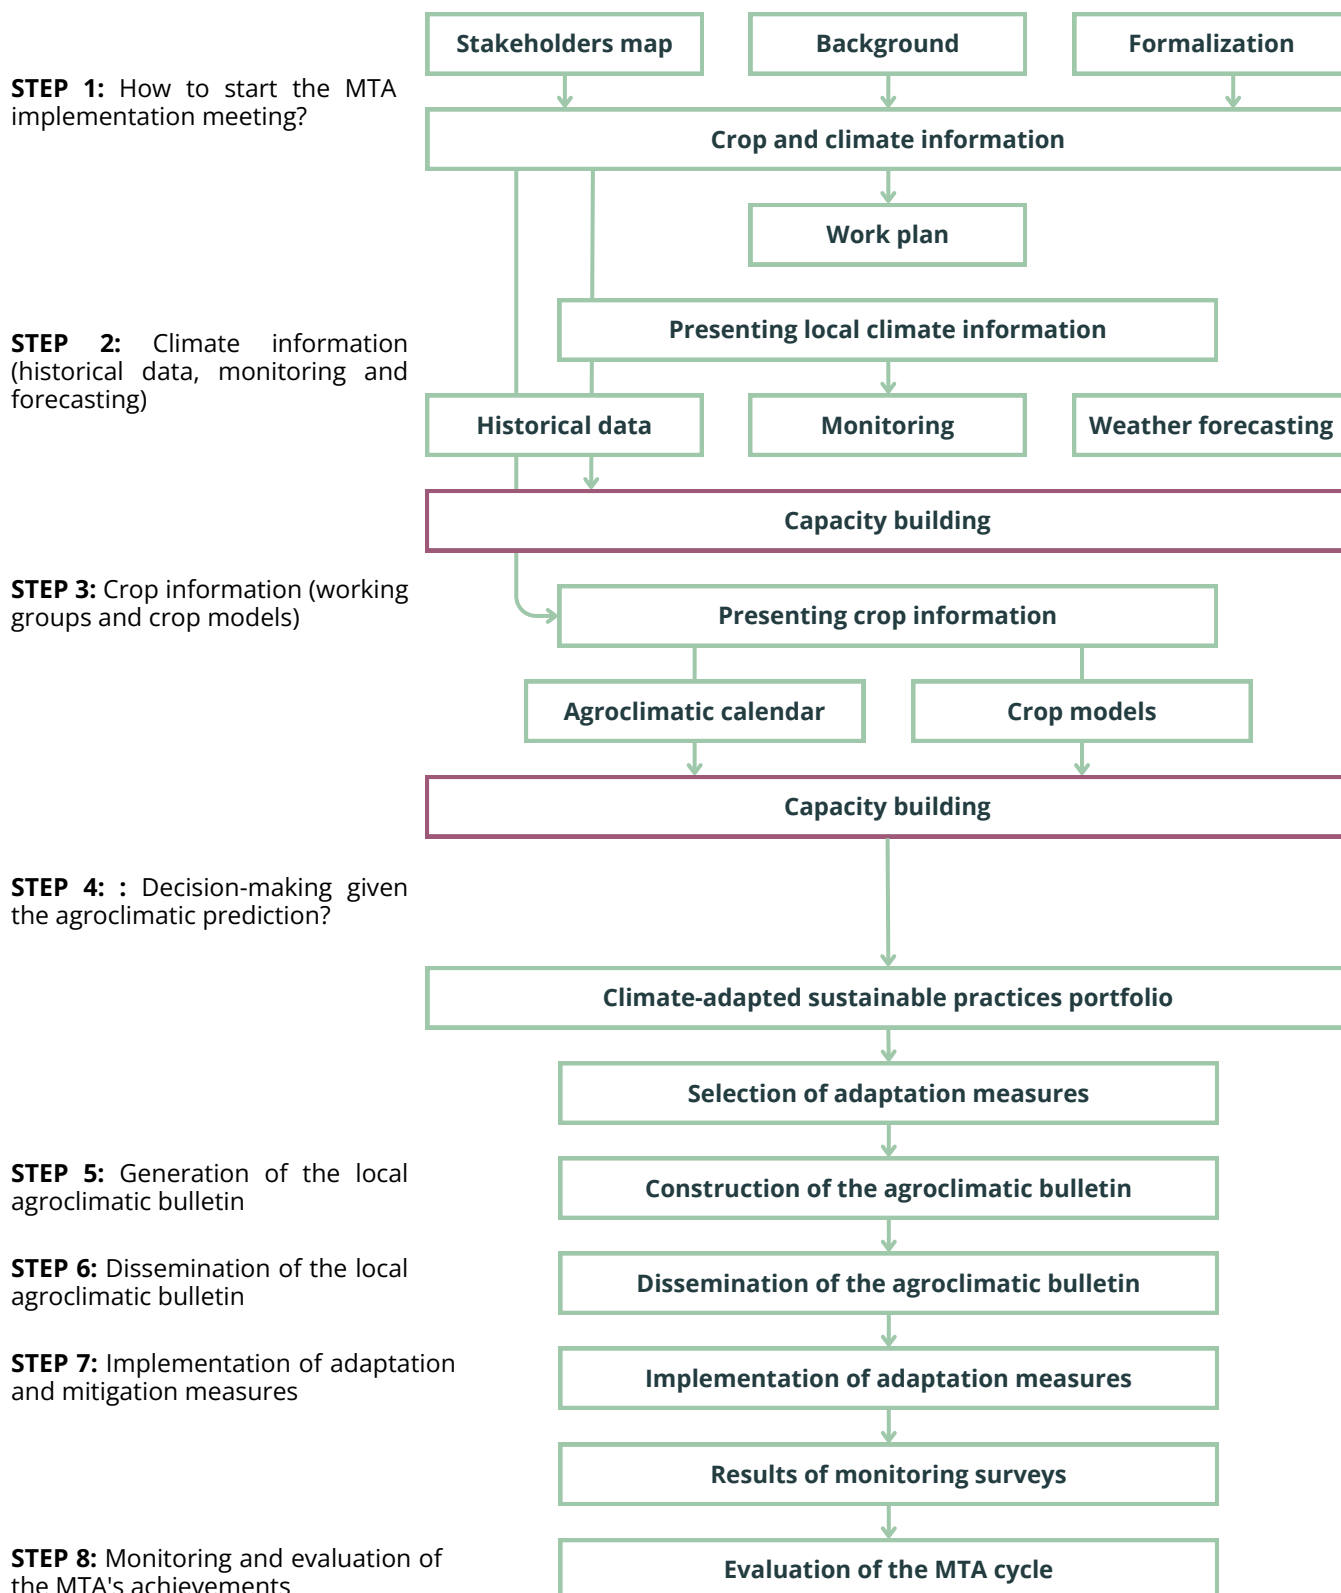 Stakeholders map
Background
Formalization
STEP 1: How to start the MTA
implementation meeting?
Crop and climate information
Work plan
Presenting local climate information
STEP 2: Climate information
(historical data, monitoring and
forecasting)
Historical data
Monitoring
Weather forecasting
Capacity building
STEP 3: Crop information (working
groups and crop models)
Presenting crop information
Agroclimatic calendar
Crop models
Capacity building
STEP 4: : Decision-making given
the agroclimatic prediction?
Climate-adapted sustainable practices portfolio
Selection of adaptation measures
STEP 5: Generation of the local
agroclimatic bulletin
Construction of the agroclimatic bulletin
STEP 6: Dissemination of the local
agroclimatic bulletin
Dissemination of the agroclimatic bulletin
STEP 7: Implementation of adaptation
and mitigation measures
Implementation of adaptation measures
Results of monitoring surveys
STEP 8: Monitoring and evaluation of
the MTA's achievements
Evaluation of the MTA cycle